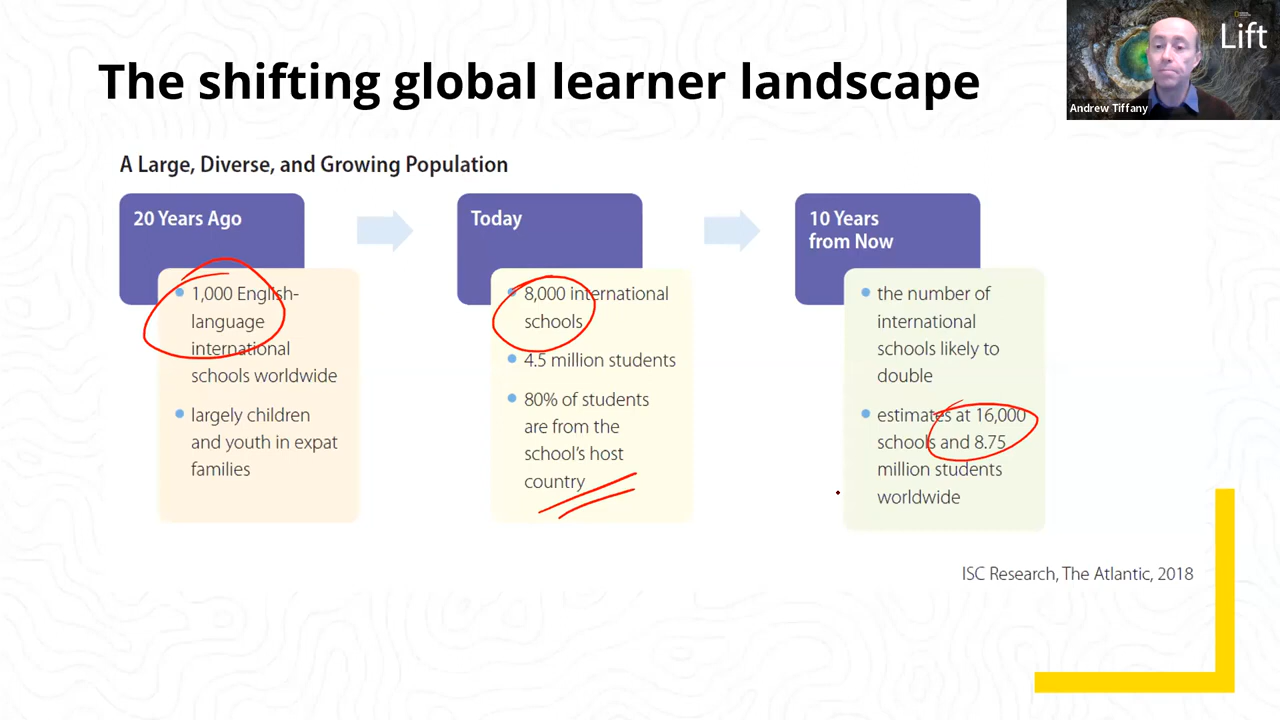 The shifting global learner landscape
Lift
Andrew Tiffany
A Large, Diverse, and Growing Population
20 Years Ago
1,000 English-
language
international
schools worldwide
largely children
and youth in expat
families
Today
8,000 international
schools
4.5 million students
80% of students
are from the
school's host
country
10 Years
from Now
the number of
international
schools likely to
double
estimates at 16,000
schools and 8.75
million students
worldwide
ISC Research, The Atlantic, 2018